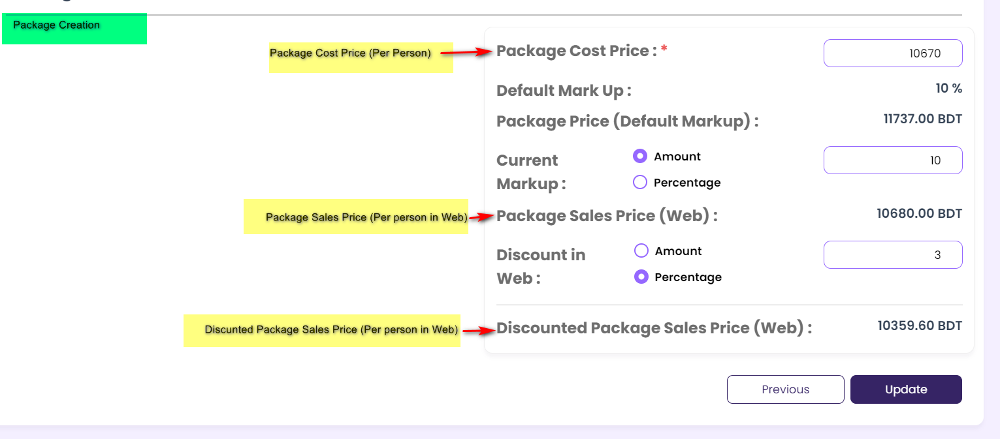 Package Creation
Package Cost Price (Per Person)
Package Cost Price : *
10670
Default Mark Up :
10 %
Package Price (Default Markup) :
11737.00 BDT
Current
Markup :
Amount
Percentage
10
Package Sales Price (Per person in Web)
Package Sales Price (Web) :
10680.00 BDT
Discount in
Web :
Amount
Percentage
3
Discunted Package Sales Price (Per person in Web)
Discounted Package Sales Price (Web) :
10359.60 BDT
Previous
Update